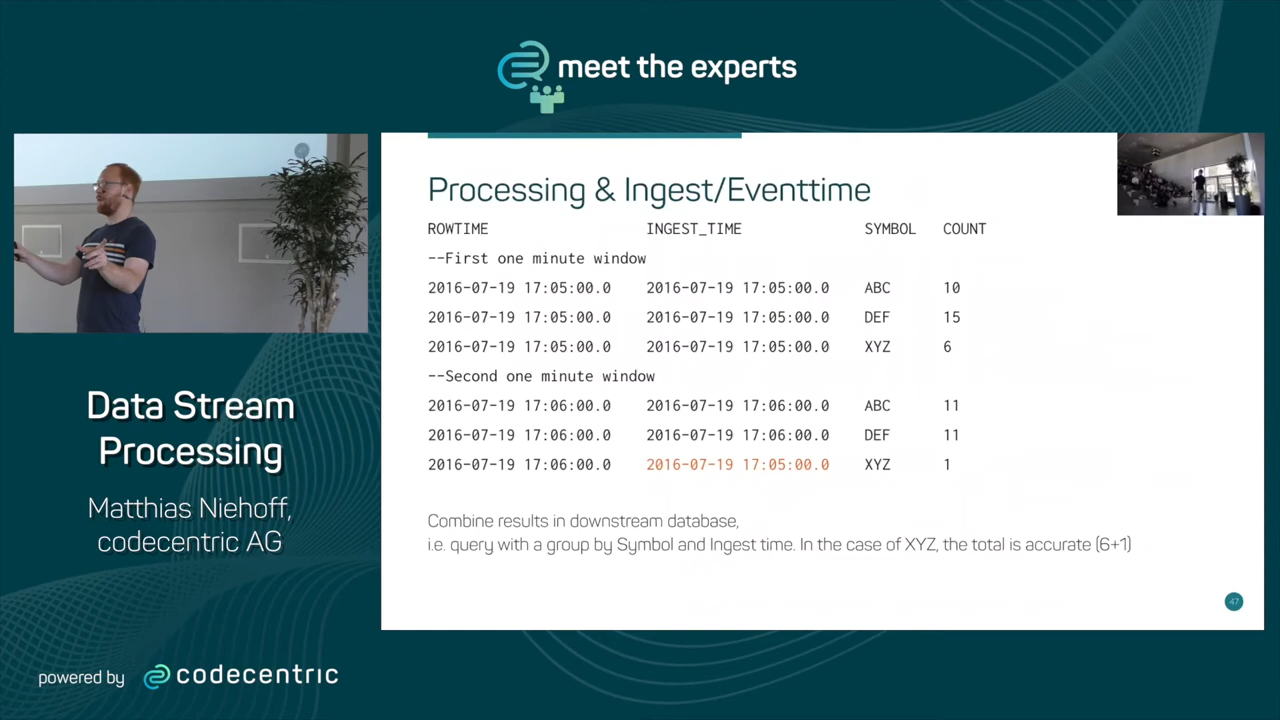 meet the experts
Processing & Ingest/Eventtime
ROWTIME INGEST_TIME SYMBOL COUNT
--First one minute window
2016-07-19 17:05:00.0 2016-07-19 17:05:00.0 ABC 10
2016-07-19 17:05:00.0 2016-07-19 17:05:00.0 DEF 15
2016-07-19 17:05:00.0 2016-07-19 17:05:00.0 XYZ 6
--Second one minute window
2016-07-19 17:06:00.0 2016-07-19 17:06:00.0 ABC 11
2016-07-19 17:06:00.0 2016-07-19 17:06:00.0 DEF 11
2016-07-19 17:06:00.0 2016-07-19 17:05:00.0 XYZ 1
Combine results in downstream database,
i.e. query with a group by Symbol and Ingest time. In the case of XYZ, the total is accurate (6+1)
47
Data Stream
Processing
Matthias Niehoff,
codecentric AG
powered by codecentric